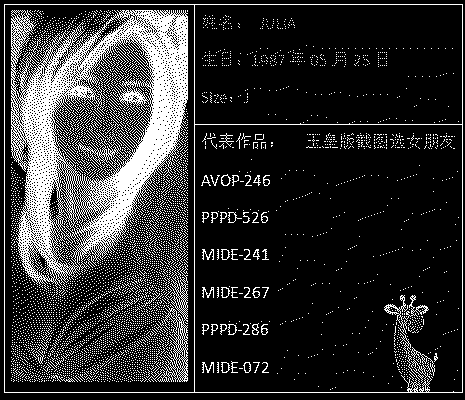 姓名： JULIA
生日：1987 年 05 月 25 日
Size：J
代表作品： 玉皇版截图选女朋友
AVOP-246
PPPD-526
MIDE-241
MIDE-267
PPPD-286
MIDE-072